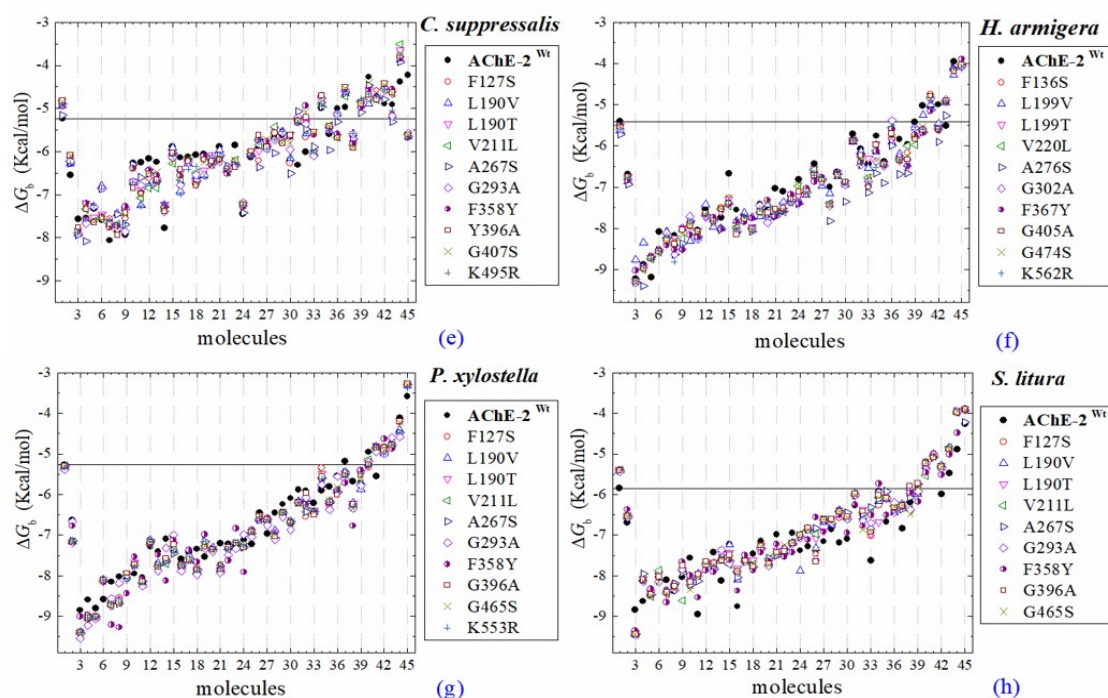 C. suppressalis
-3
-4
-5
-6
-7
-8
-9
ΔGb (Kcal/mol)
3 6 9 12 15 18 21 24 27 30 33 36 39 42 45
molecules
AChE-2 Wt
F127S
L190V
L190T
V211L
A267S
G293A
F358Y
Y396A
G407S
K495R
(e)
H. armigera
-3
-4
-5
-6
-7
-8
-9
ΔGb (Kcal/mol)
3 6 9 12 15 18 21 24 27 30 33 36 39 42 45
molecules
AChE-2 Wt
F136S
L199V
L199T
V220L
A276S
G302A
F367Y
G405A
G474S
K562R
(f)
P. xylostella
-3
-4
-5
-6
-7
-8
-9
ΔGb (Kcal/mol)
3 6 9 12 15 18 21 24 27 30 33 36 39 42 45
molecules
AChE-2 Wt
F127S
L190V
L190T
V211L
A267S
G293A
F358Y
G396A
G465S
K553R
(g)
S. litura
-3
-4
-5
-6
-7
-8
-9
ΔGb (Kcal/mol)
3 6 9 12 15 18 21 24 27 30 33 36 39 42 45
molecules
AChE-2 Wt
F127S
L190V
L190T
V211L
A267S
G293A
F358Y
G396A
G465S
(h)